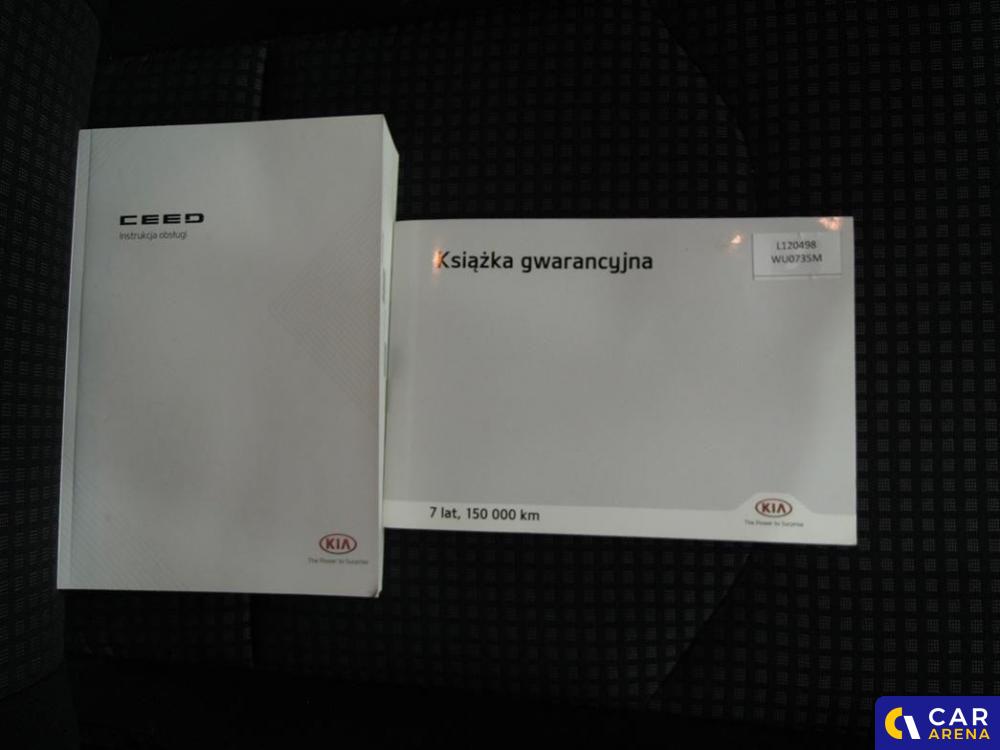 CEED
Instrukcja obsługi
KIA
The Power to Surprise
Książka gwarancyjna
L120498
WU0735M
7 lat, 150 000 km
KIA
The Power to Surprise
CAR
ARENA